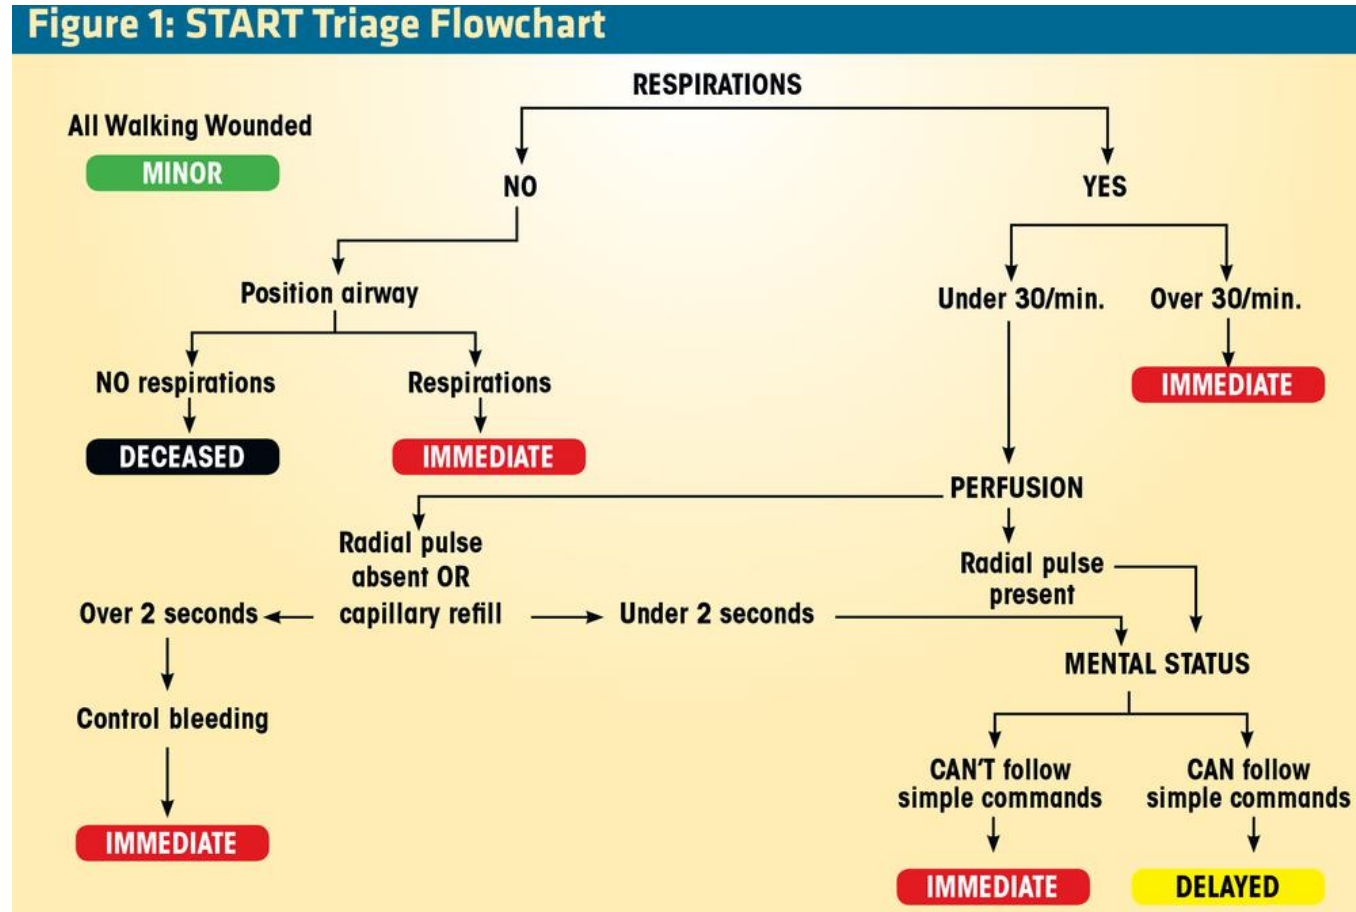 Figure 1: START Triage Flowchart
RESPIRATIONS
All Walking Wounded
MINOR
NO
YES
Position airway
Under 30/min.
Over 30/min.
NO respirations
Respirations
IMMEDIATE
DECEASED
IMMEDIATE
PERFUSION
Radial pulse
absent OR
capillary refill
Radial pulse
present
Over 2 seconds
Under 2 seconds
MENTAL STATUS
Control bleeding
CAN'T follow
simple commands
CAN follow
simple commands
IMMEDIATE
IMMEDIATE
DELAYED